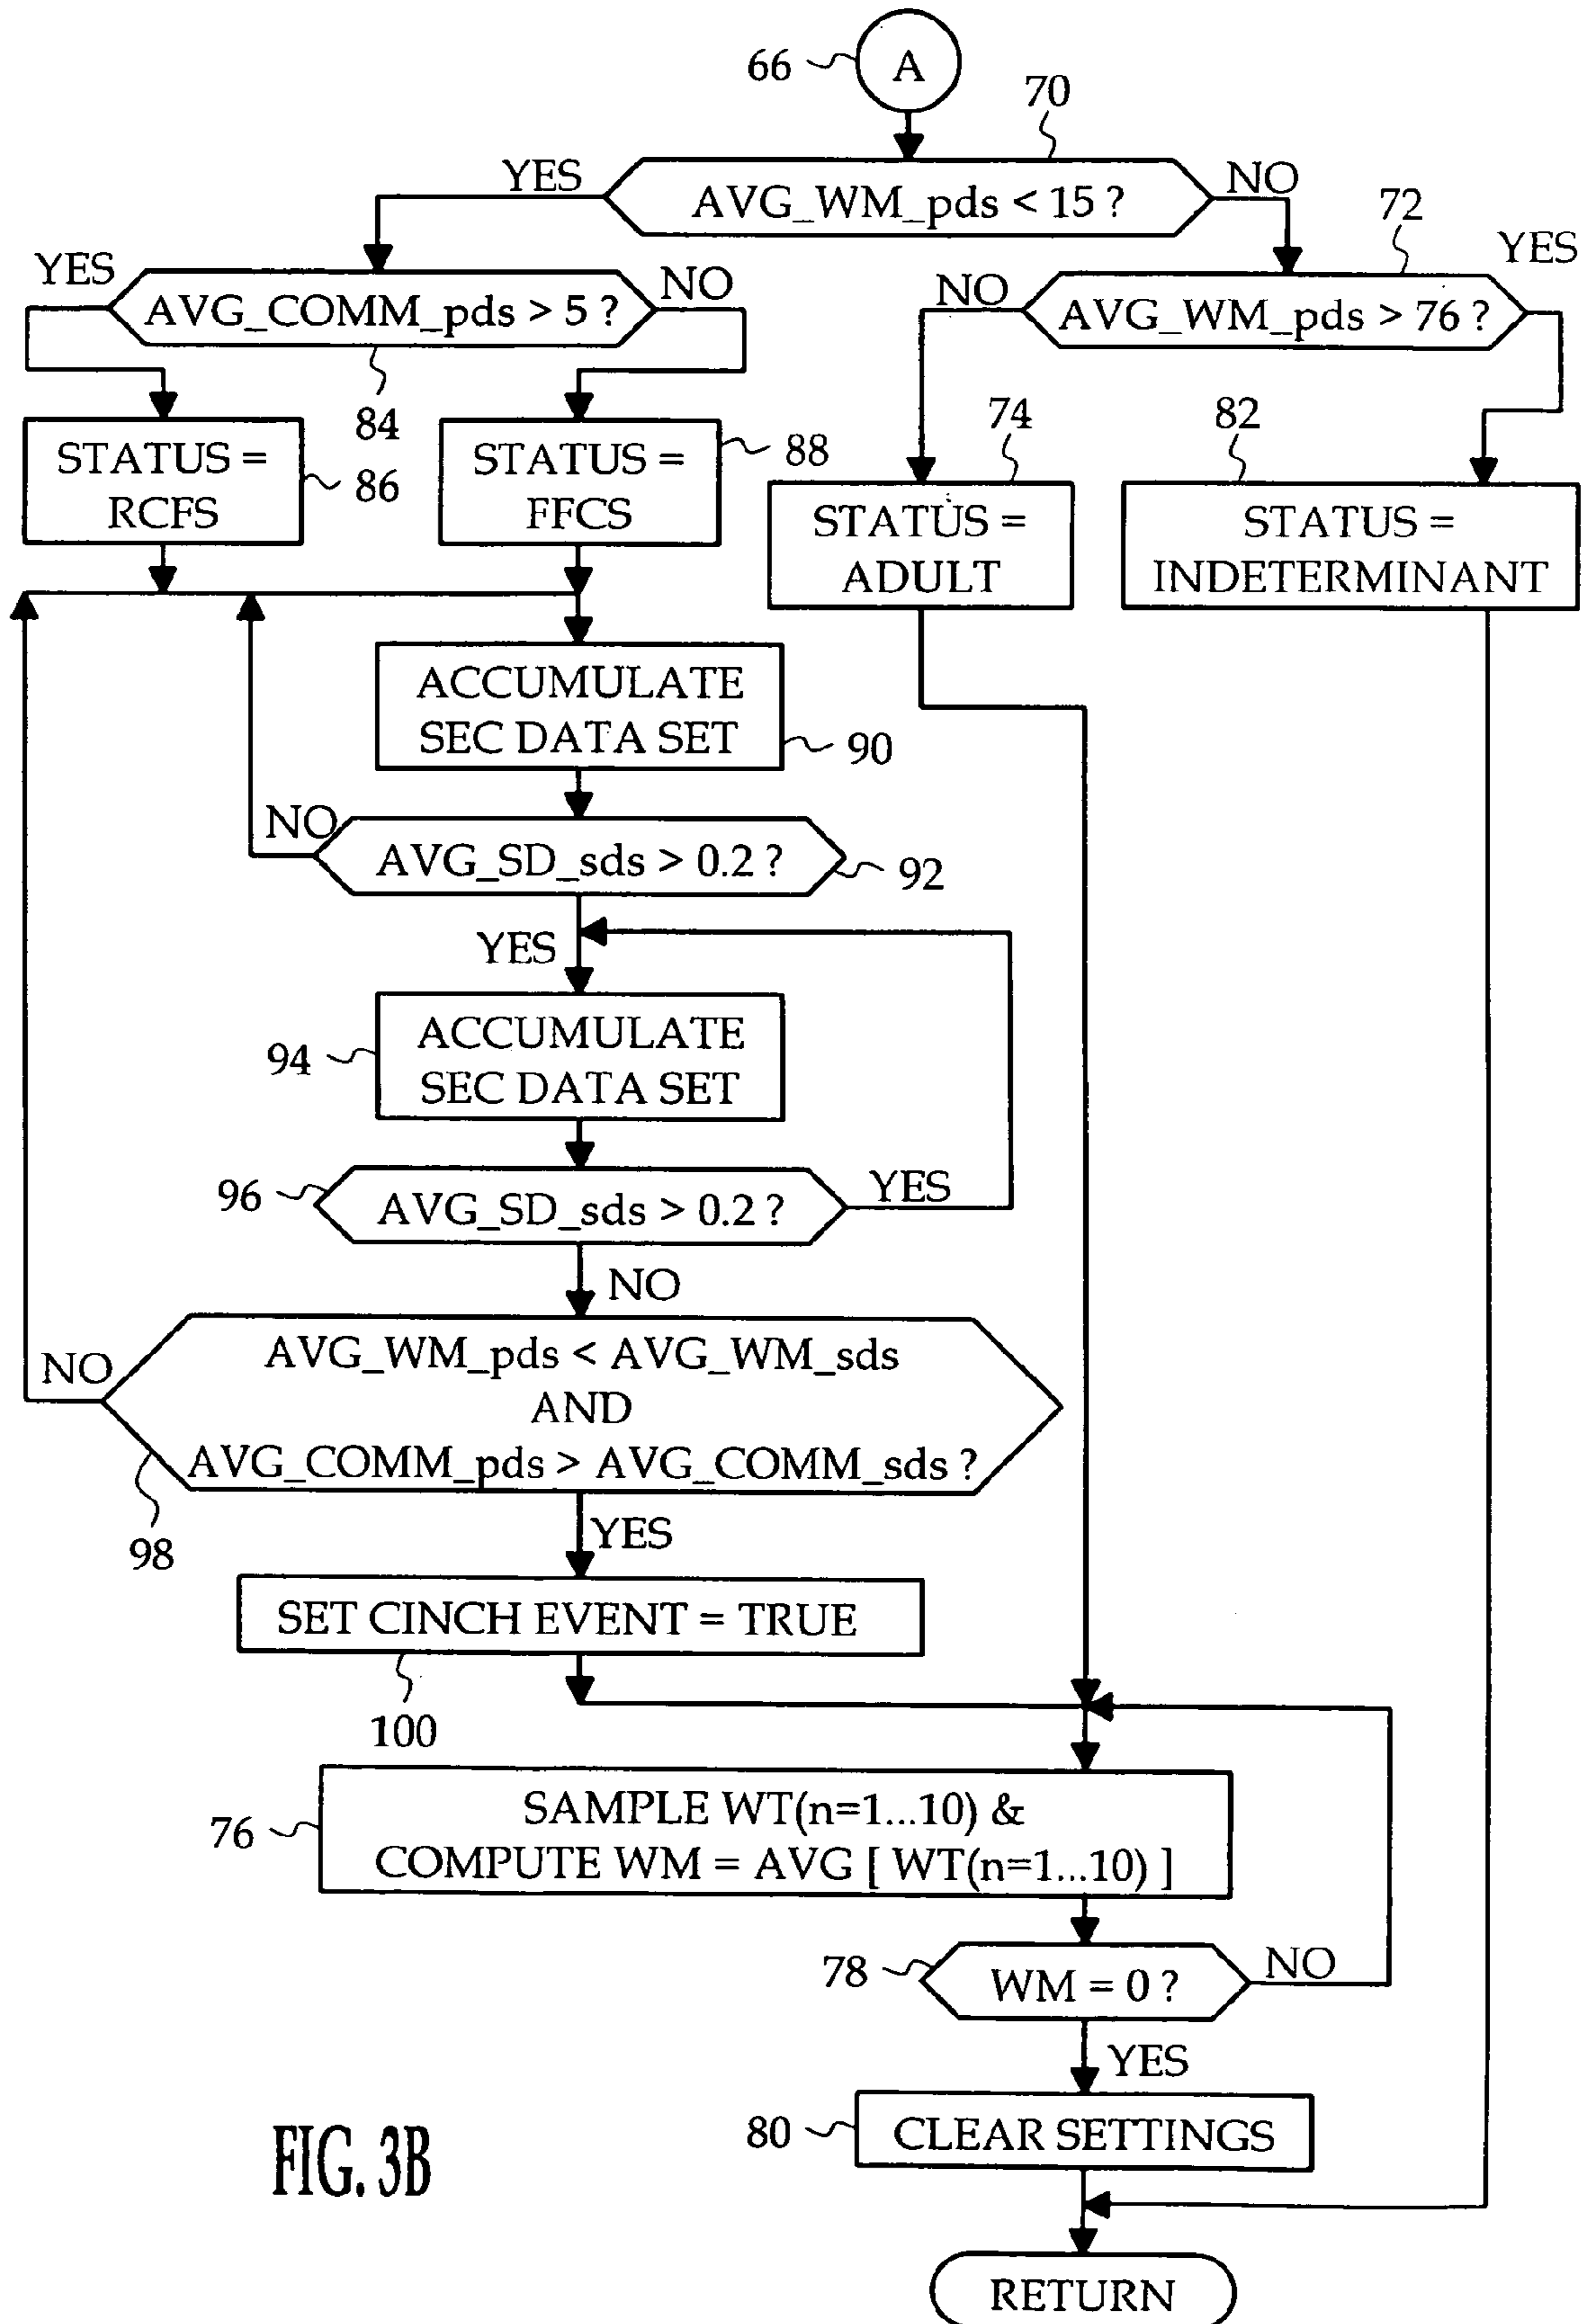 66
A
70
YES
AVG_WM_pds < 15 ?
NO
72
YES
AVG_COMM_pds > 5 ?
NO
84
NO
AVG_WM_pds > 76 ?
YES
STATUS =
RCFS
86
STATUS =
FFCS
88
74
STATUS =
ADULT
82
STATUS =
INDETERMINANT
ACCUMULATE
SEC DATA SET
90
NO
AVG_SD_sds > 0.2 ?
92
YES
94
ACCUMULATE
SEC DATA SET
96
AVG_SD_sds > 0.2 ?
YES
NO
NO
AVG_WM_pds < AVG_WM_sds
AND
AVG_COMM_pds > AVG_COMM_sds ?
98
YES
SET CINCH EVENT = TRUE
100
76
SAMPLE WT(n=1...10) &
COMPUTE WM = AVG [ WT(n=1...10) ]
78
WM = 0 ?
NO
YES
80
CLEAR SETTINGS
FIG. 3B
RETURN